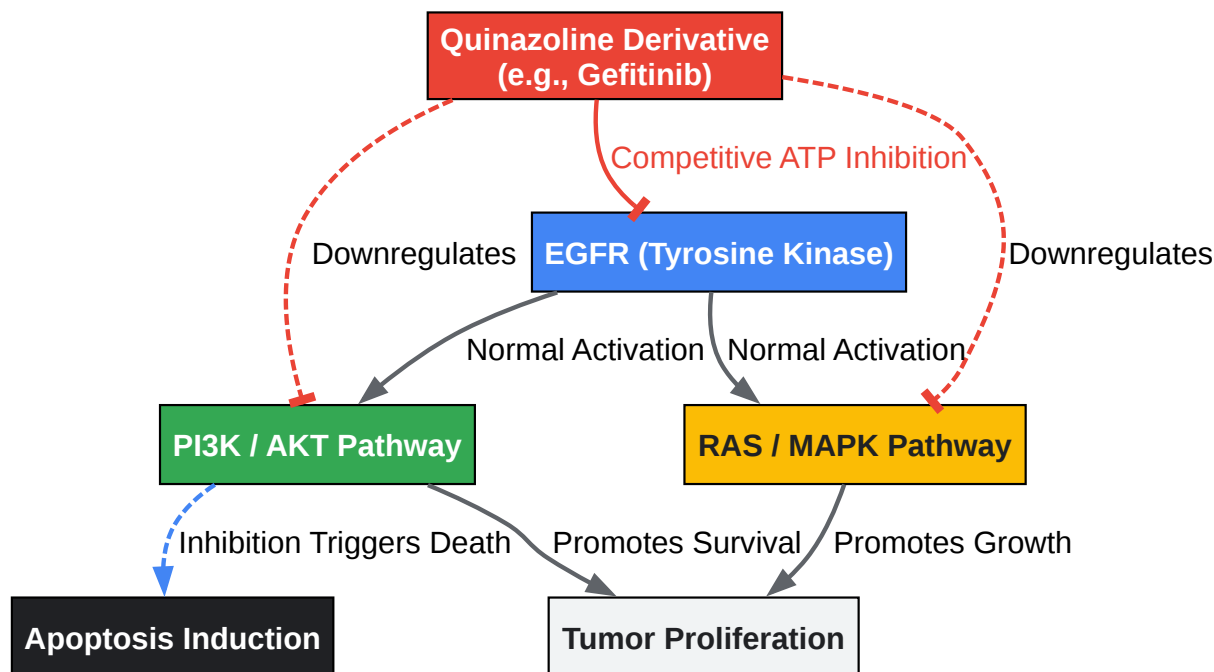 Quinazoline Derivative
(e.g., Gefitinib)
Competitive ATP Inhibition
Downregulates
EGFR (Tyrosine Kinase)
Downregulates
Normal Activation
Normal Activation
PI3K / AKT Pathway
RAS / MAPK Pathway
Inhibition Triggers Death
Promotes Survival
Promotes Growth
Apoptosis Induction
Tumor Proliferation